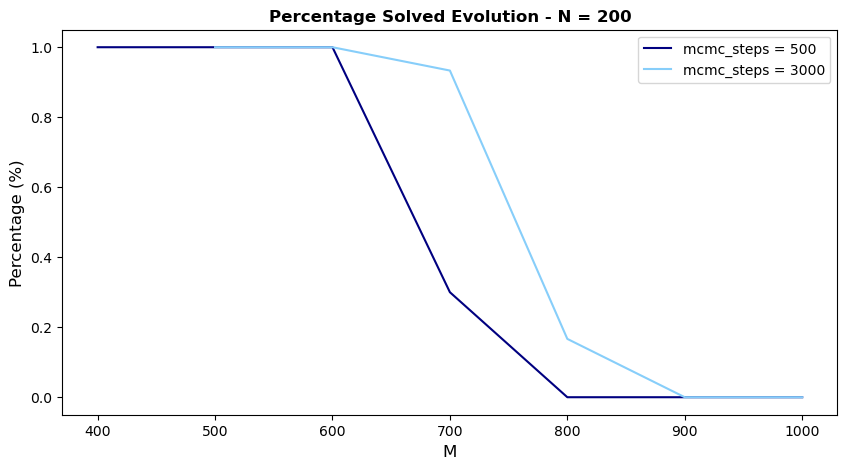 Percentage Solved Evolution - N = 200
mcmc_steps = 500
mcmc_steps = 3000
Percentage (%)
1.0
0.8
0.6
0.4
0.2
0.0
400 500 600 700 800 900 1000
M